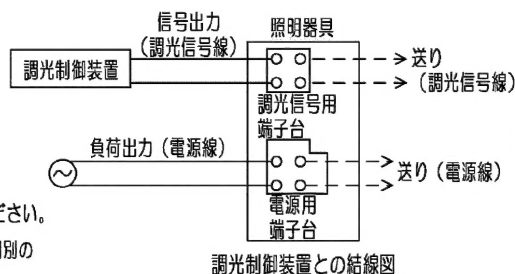 信号出力
（調光信号線）
照明器具
調光制御装置
送り
（調光信号線）
調光信号用
端子台
負荷出力（電源線）
送り（電源線）
電源用
端子台
ださい。
別の
調光制御装置との結線図